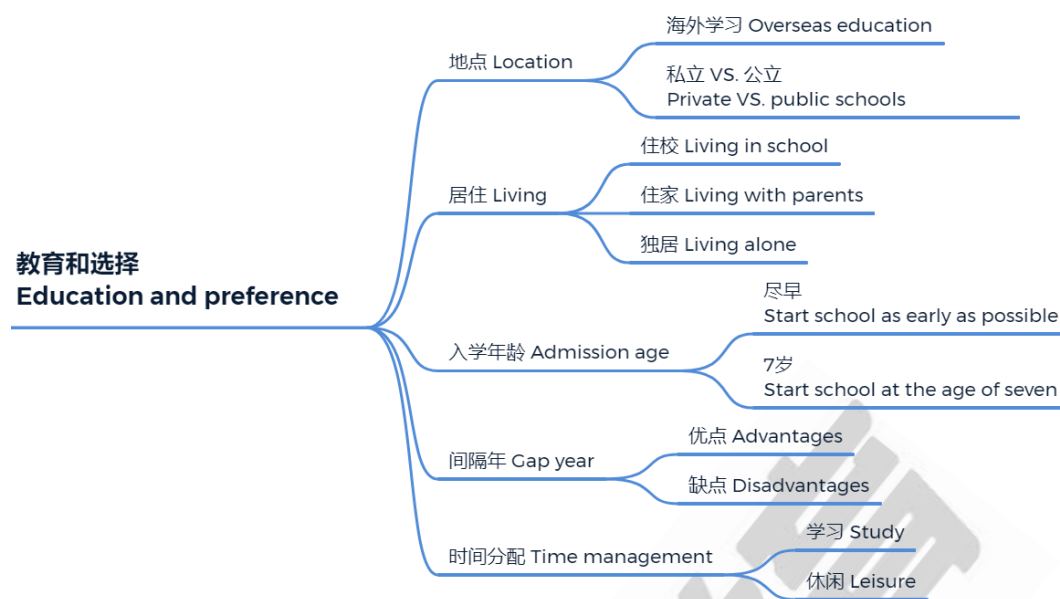 海外学习 Overseas education
地点 Location
私立 VS. 公立
Private VS. public schools
住校 Living in school
居住 Living
住家 Living with parents
独居 Living alone
教育和选择
Education and preference
尽早
Start school as early as possible
入学年龄 Admission age
7岁
Start school at the age of seven
优点 Advantages
间隔年 Gap year
缺点 Disadvantages
学习 Study
时间分配 Time management
休闲 Leisure